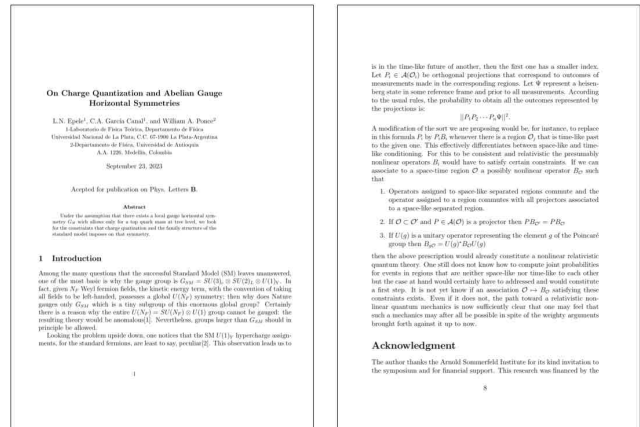 On Charge Quantization and Abelian Gauge
Horizontal Symmetries
L.N. Epele¹, C.A. García Canal¹, and William A. Ponce²
1-Laboratorio de Física Teórica, Departamento de Física
Universidad Nacional de La Plata, C.C. 67-1900 La Plata-Argentina
2-Departamento de Física, Universidad de Antioquia
A.A. 1226, Medellín, Colombia
September 23, 2023
Acepted for publication on Phys. Letters B.
Abstract
Under the assumption that there exists a local gauge horizontal sym-
metry G_H with allows only for a top quark mass at tree level, we look
for the constraints that charge quantization and the family structure of the
standard model imposes on that symmetry.
1 Introduction
Among the many questions that the successful Standard Model (SM) leaves unanswered,
one of the most basic is why the gauge group is G_SM = SU(3)_c ⊗ SU(2)_L ⊗ U(1)_Y. In
fact, given N_F Weyl fermion fields, the kinetic energy term, with the convention of taking
all fields to be left-handed, possesses a global U(N_F) symmetry; then why does Nature
gauges only G_SM which is a tiny subgroup of this enormous global group? Certainly
there is a reason why the entire U(N_F) = SU(N_F) ⊗ U(1) group cannot be gauged: the
resulting theory would be anomalous[1]. Nevertheless, groups larger than G_SM should in
principle be allowed.
Looking the problem upside down, one notices that the SM U(1)_Y hypercharge assign-
ments, for the standard fermions, are least to say, peculiar[2]. This observation leads us to
1
is in the time-like future of another, then the first one has a smaller index.
Let P_i ∈ A(O_i) be orthogonal projections that correspond to outcomes of
measurements made in the corresponding regions. Let Ψ represent a heisen-
berg state in some reference frame and prior to all measurements. According
to the usual rules, the probability to obtain all the outcomes represented by
the projections is:
||P₁P₂ · · · P_nΨ||².
A modification of the sort we are proposing would be, for instance, to replace
in this formula P_i by P_iB_i whenever there is a region O_j that is time-like past
to the given one. This effectively differentiates between space-like and time-
like conditioning. For this to be consistent and relativistic the presumably
nonlinear operators B_i would have to satisfy certain constraints. If we can
associate to a space-time region O a possibly nonlinear operator B_O such
that
1. Operators assigned to space-like separated regions commute and the
operator assigned to a region commutes with all projectors associated
to a space-like separated region.
2. If O ⊂ O′ and P ∈ A(O) is a projector then PB_O′ = PB_O
3. If U(g) is a unitary operator representing the element g of the Poincaré
group then B_gO = U(g)*B_OU(g)
then the above prescription would already constitute a nonlinear relativistic
quantum theory. One still does not know how to compute joint probabilities
for events in regions that are neither space-like nor time-like to each other
but the case at hand would certainly have to addressed and would constitute
a first step. It is not yet know if an association O ↦ B_O satisfying these
constraints exists. Even if it does not, the path toward a relativistic non-
linear quantum mechanics is now sufficiently clear that one may feel that
such a mechanics may after all be possible in spite of the weighty arguments
brought forth against it up to now.
Acknowledgment
The author thanks the Arnold Sommerfeld Institute for its kind invitation to
the symposium and for financial support. This research was financed by the
8